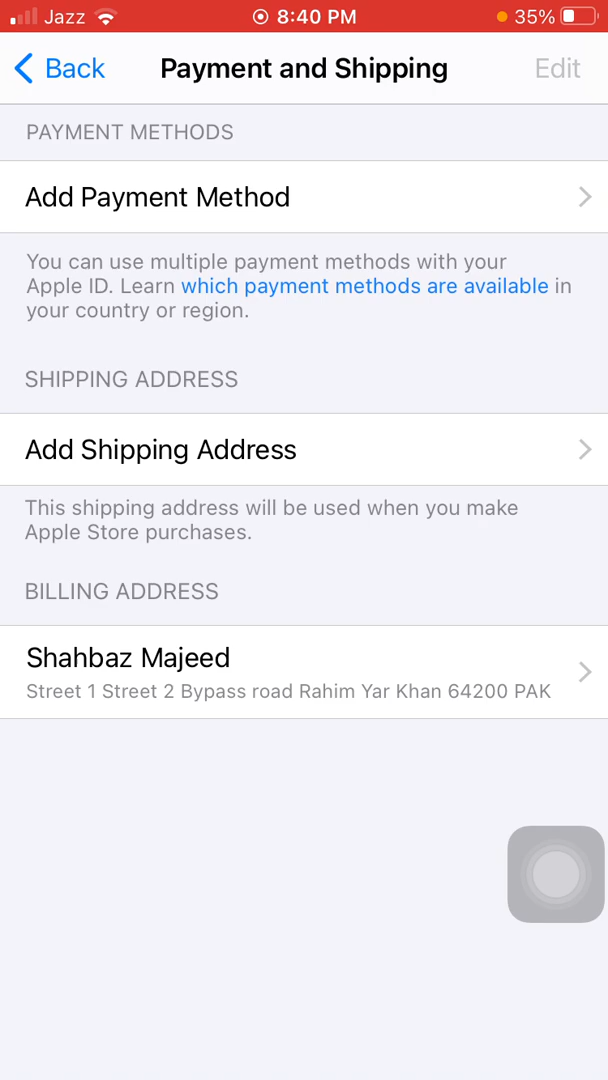 Jazz 8:40 PM 35%
Back Payment and Shipping Edit
PAYMENT METHODS
Add Payment Method
You can use multiple payment methods with your
Apple ID. Learn which payment methods are available in
your country or region.
SHIPPING ADDRESS
Add Shipping Address
This shipping address will be used when you make
Apple Store purchases.
BILLING ADDRESS
Shahbaz Majeed
Street 1 Street 2 Bypass road Rahim Yar Khan 64200 PAK